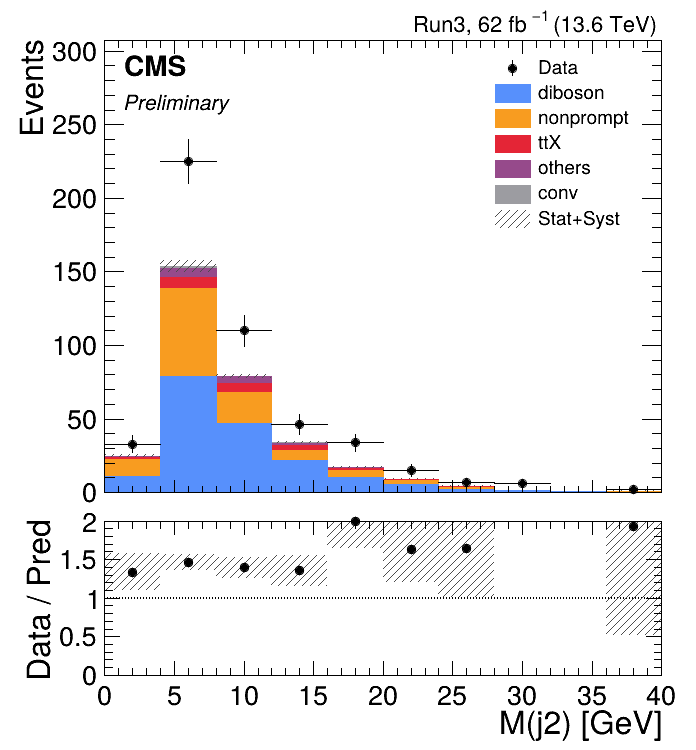 Run3, 62 fb⁻¹ (13.6 TeV)
CMS
Preliminary
Events
300
250
200
150
100
50
0
Data
diboson
nonprompt
ttX
others
conv
Stat+Syst
Data / Pred
2
1.5
1
0.5
0
0 5 10 15 20 25 30 35 40
M(j2) [GeV]